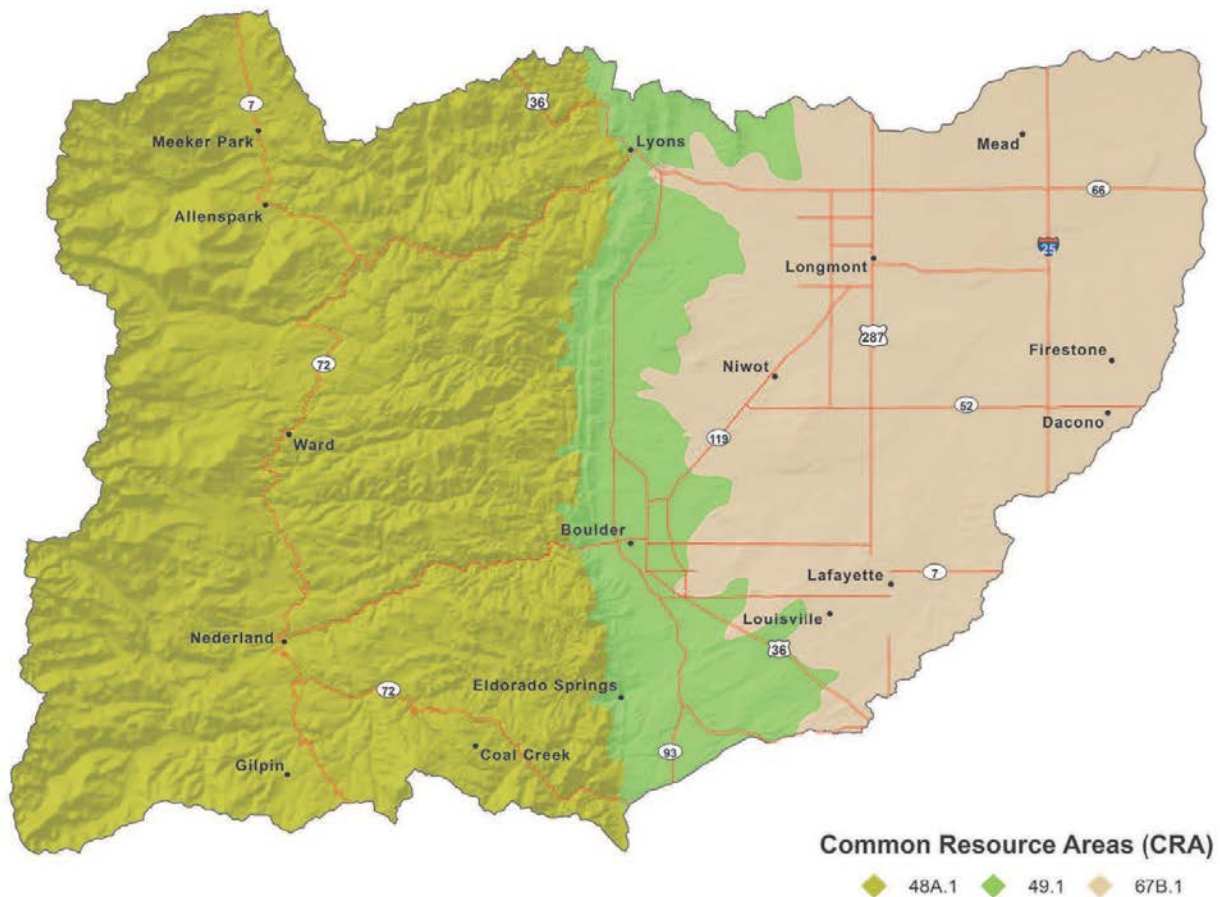 7
36
Meeker Park
Lyons
Mead
Allenspark
66
25
Longmont
287
72
Niwot
Firestone
52
Dacono
119
Ward
Boulder
Lafayette
7
Louisville
Nederland
36
Eldorado Springs
72
Coal Creek
93
Gilpin
Common Resource Areas (CRA)
48A.1 49.1 67B.1